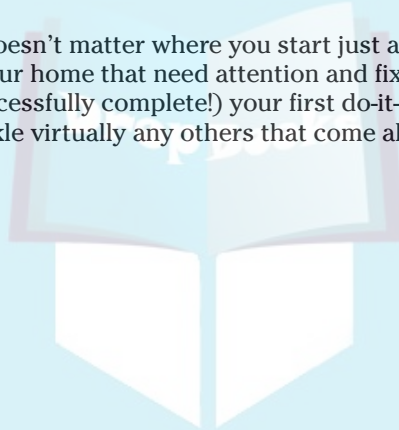 oesn’t matter where you start just a
ur home that need attention and fix
cessfully complete!) your first do-it-
kle virtually any others that come al